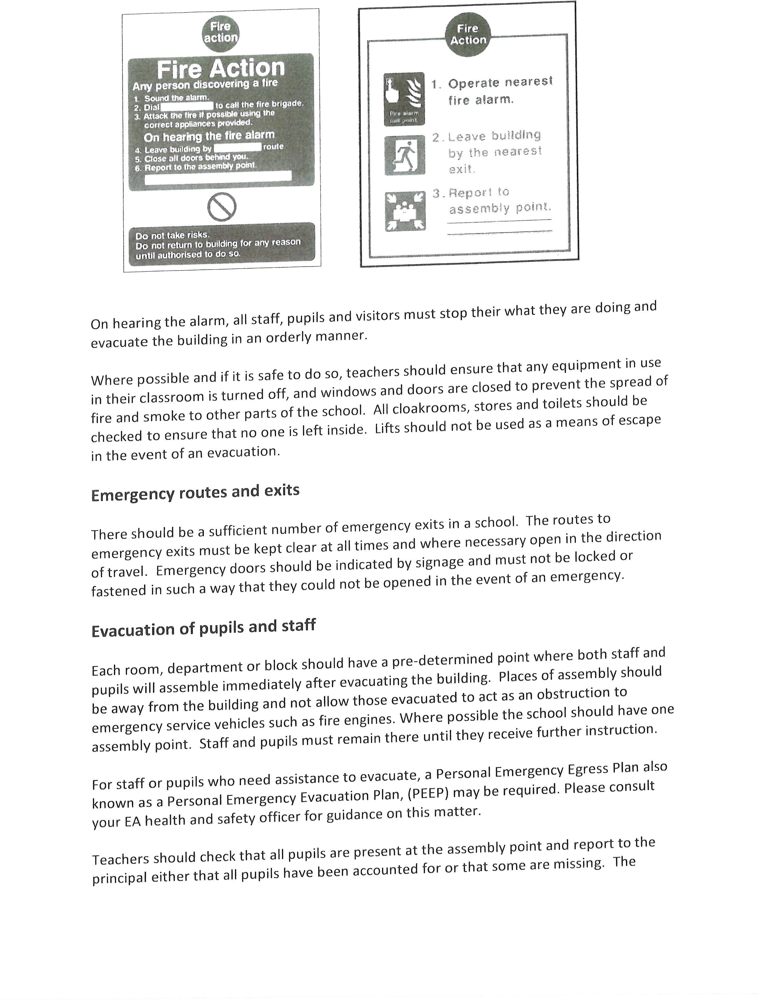 Fire
action
Fire Action
Any person discovering a fire
1. Sound the alarm.
2. Dial to call the fire brigade.
3. Attack the fire if possible using the
correct appliances provided.
On hearing the fire alarm
4. Leave building by route.
5. Close all doors behind you.
6. Report to the assembly point.
Do not take risks.
Do not return to building for any reason
until authorised to do so.
Fire
Action
Fire alarm
call point
1. Operate nearest
fire alarm.
2. Leave building
by the nearest
exit.
3. Report to
assembly point.
On hearing the alarm, all staff, pupils and visitors must stop their what they are doing and
evacuate the building in an orderly manner.
Where possible and if it is safe to do so, teachers should ensure that any equipment in use
in their classroom is turned off, and windows and doors are closed to prevent the spread of
fire and smoke to other parts of the school. All cloakrooms, stores and toilets should be
checked to ensure that no one is left inside. Lifts should not be used as a means of escape
in the event of an evacuation.
Emergency routes and exits
There should be a sufficient number of emergency exits in a school. The routes to
emergency exits must be kept clear at all times and where necessary open in the direction
of travel. Emergency doors should be indicated by signage and must not be locked or
fastened in such a way that they could not be opened in the event of an emergency.
Evacuation of pupils and staff
Each room, department or block should have a pre-determined point where both staff and
pupils will assemble immediately after evacuating the building. Places of assembly should
be away from the building and not allow those evacuated to act as an obstruction to
emergency service vehicles such as fire engines. Where possible the school should have one
assembly point. Staff and pupils must remain there until they receive further instruction.
For staff or pupils who need assistance to evacuate, a Personal Emergency Egress Plan also
known as a Personal Emergency Evacuation Plan, (PEEP) may be required. Please consult
your EA health and safety officer for guidance on this matter.
Teachers should check that all pupils are present at the assembly point and report to the
principal either that all pupils have been accounted for or that some are missing. The